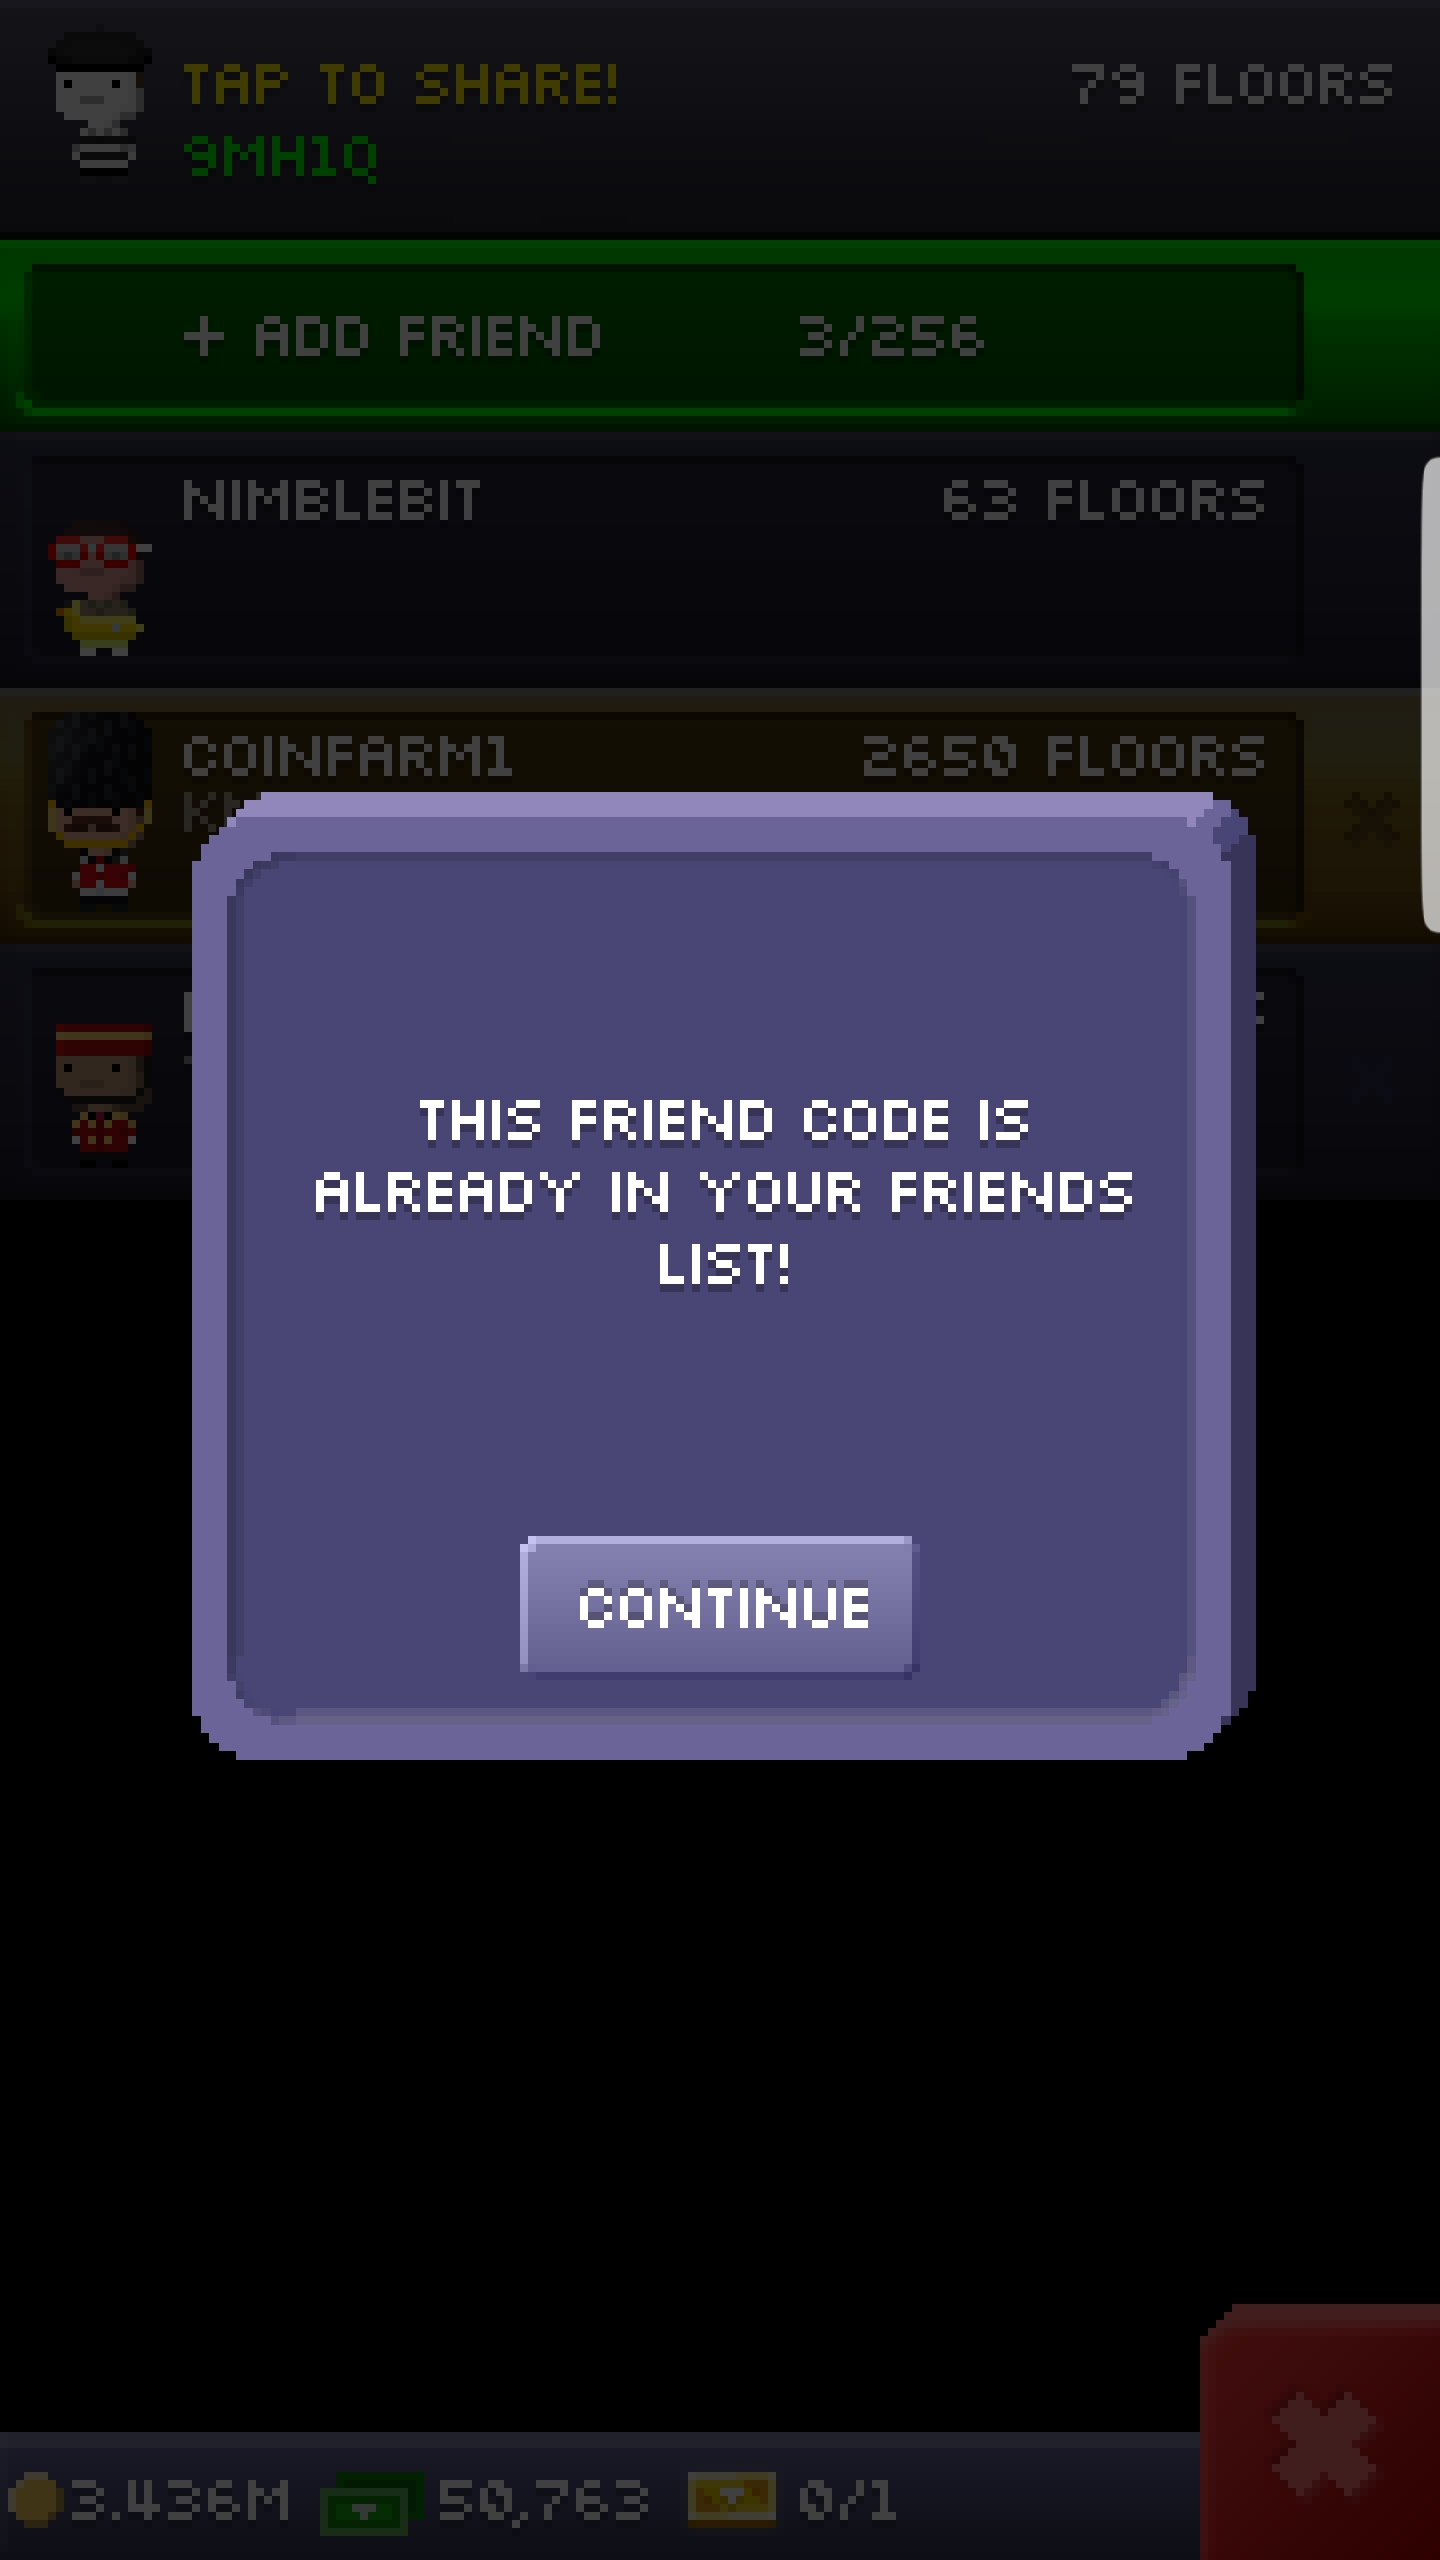 TAP TO SHARE!
79 FLOORS
9MH1Q
+ ADD FRIEND
3/256
NIMBLEBIT
63 FLOORS
COINFARM1
2650 FLOORS
THIS FRIEND CODE IS
ALREADY IN YOUR FRIENDS
LIST!
CONTINUE
3.436M
50,763
0/1